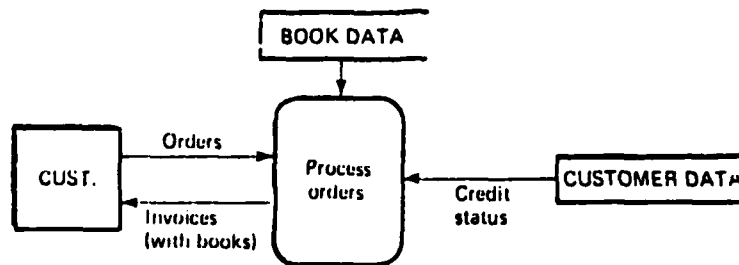 BOOK DATA
Orders
CUST.
Process
orders
CUSTOMER DATA
Credit
status
Invoices
(with books)